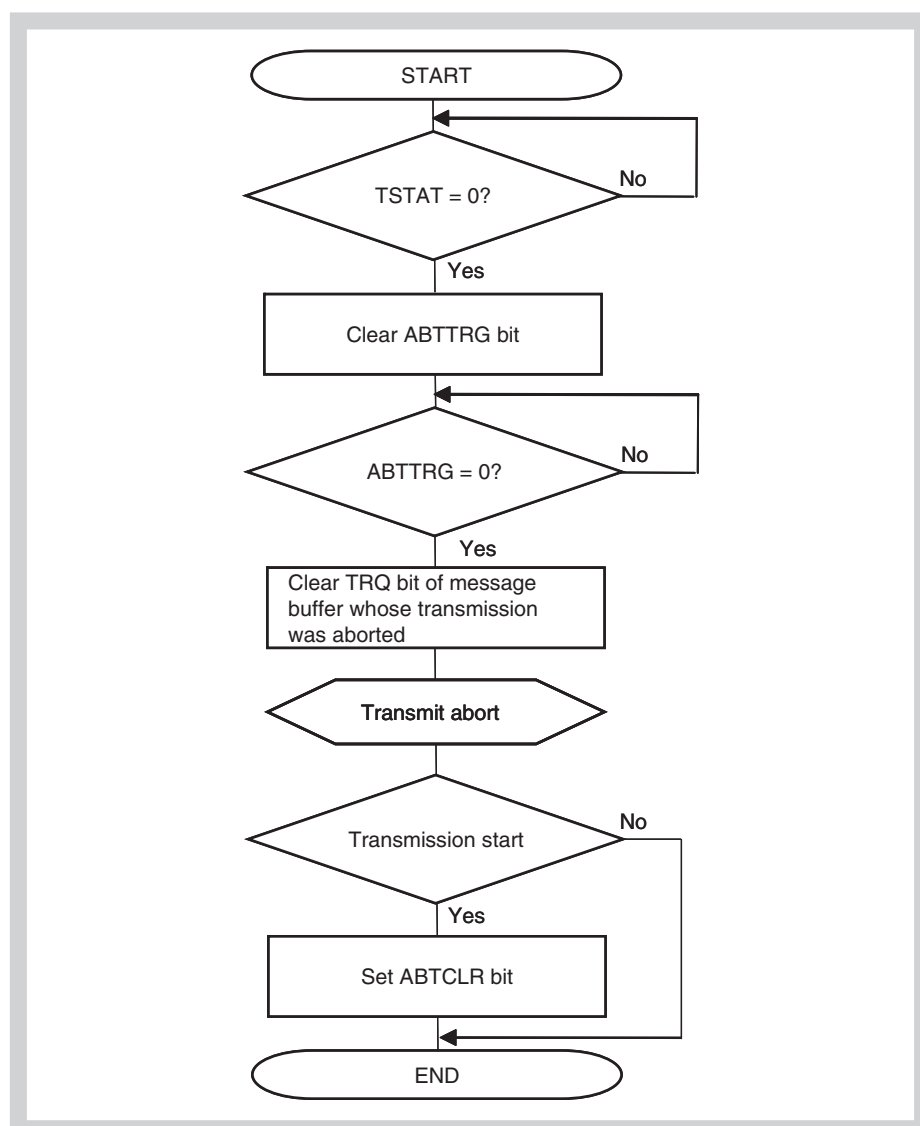 START
TSTAT = 0?
No
Yes
Clear ABTTRG bit
ABTTRG = 0?
No
Yes
Clear TRQ bit of message
buffer whose transmission
was aborted
Transmit abort
Transmission start
No
Yes
Set ABTCLR bit
END